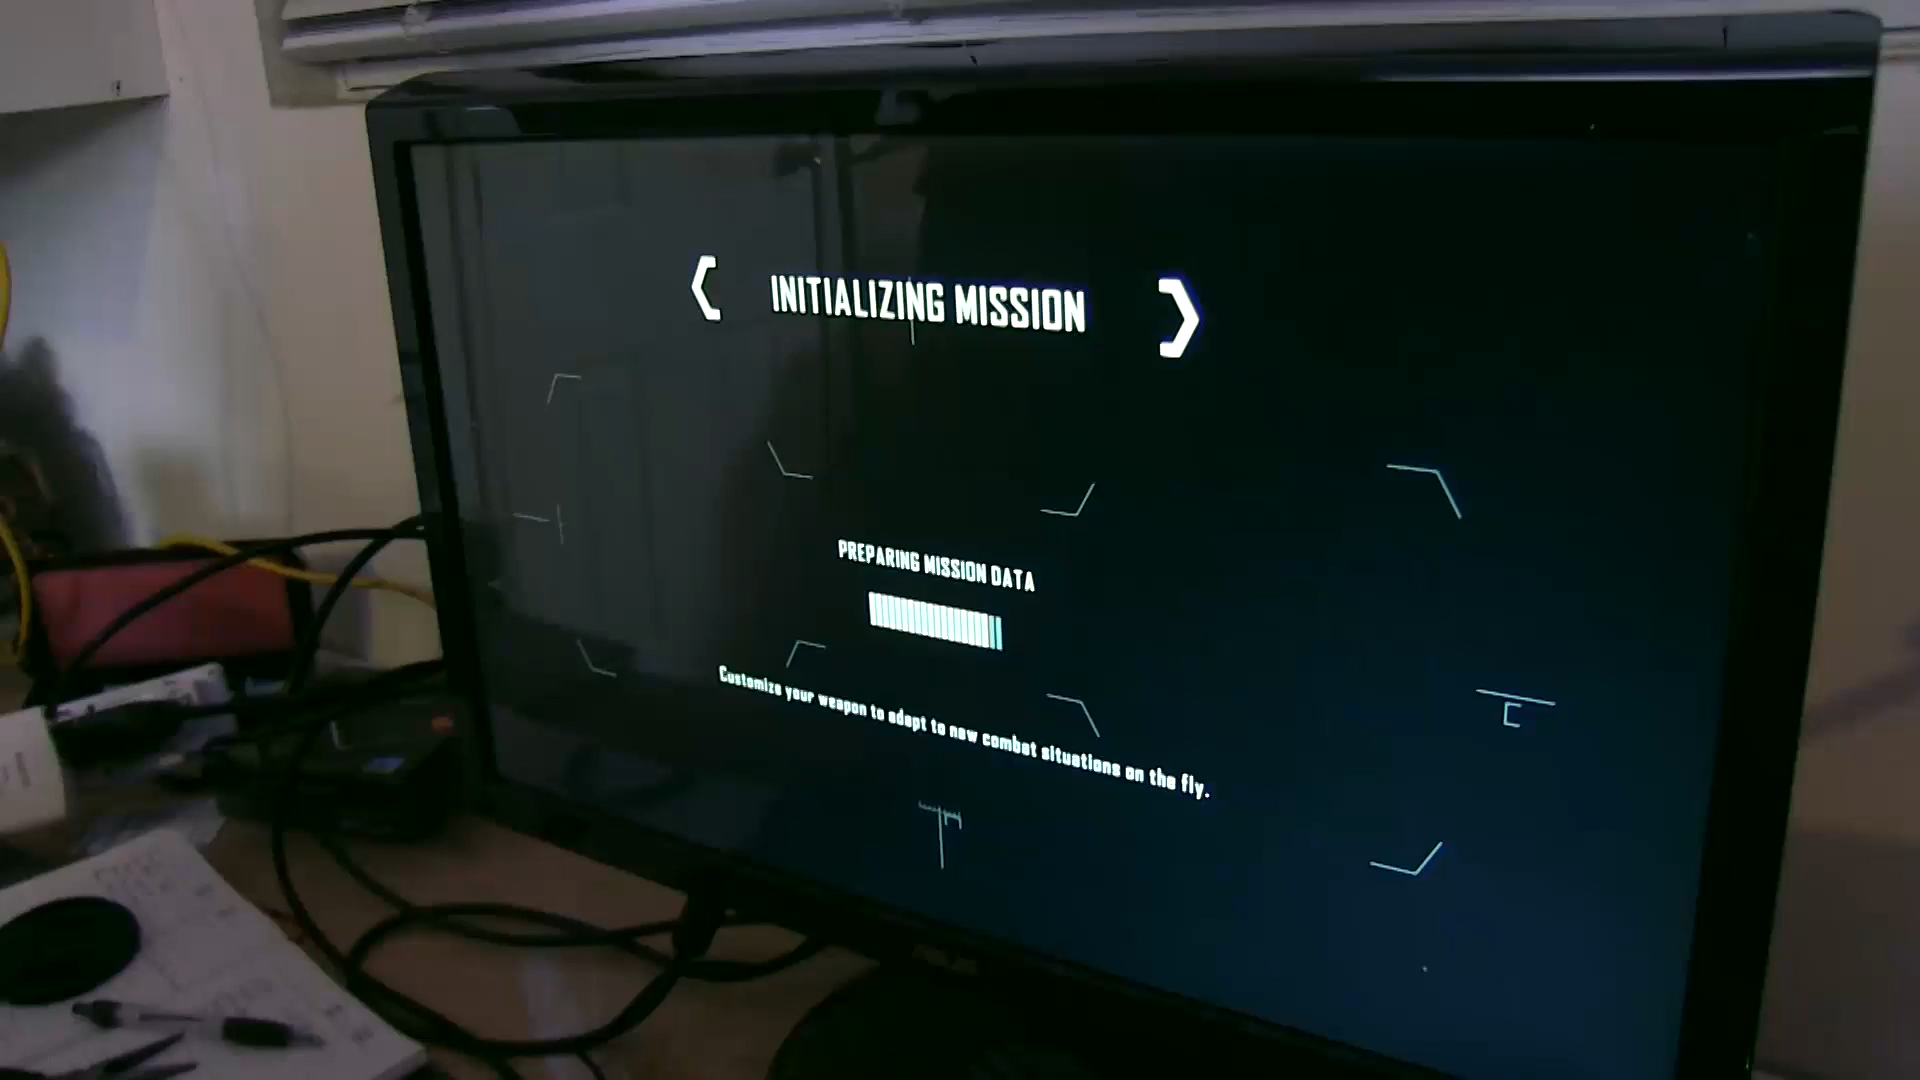 INITIALIZING MISSION
PREPARING MISSION DATA
Customize your weapon to adapt to new combat situations on the fly.